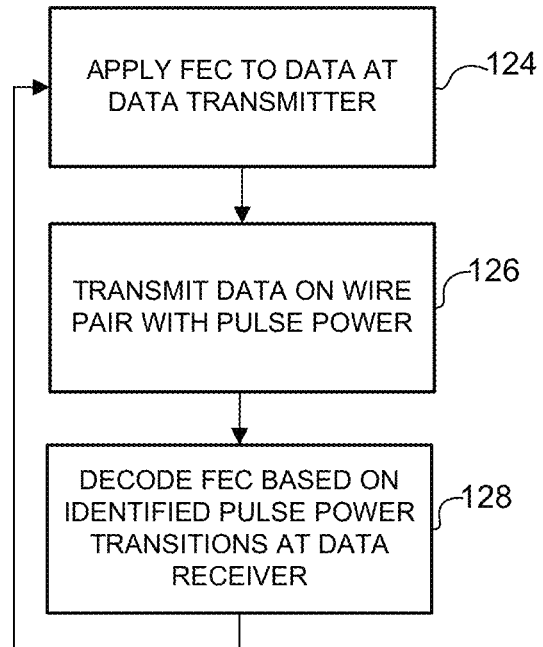 APPLY FEC TO DATA AT
DATA TRANSMITTER
124
TRANSMIT DATA ON WIRE
PAIR WITH PULSE POWER
126
DECODE FEC BASED ON
IDENTIFIED PULSE POWER
TRANSITIONS AT DATA
RECEIVER
128